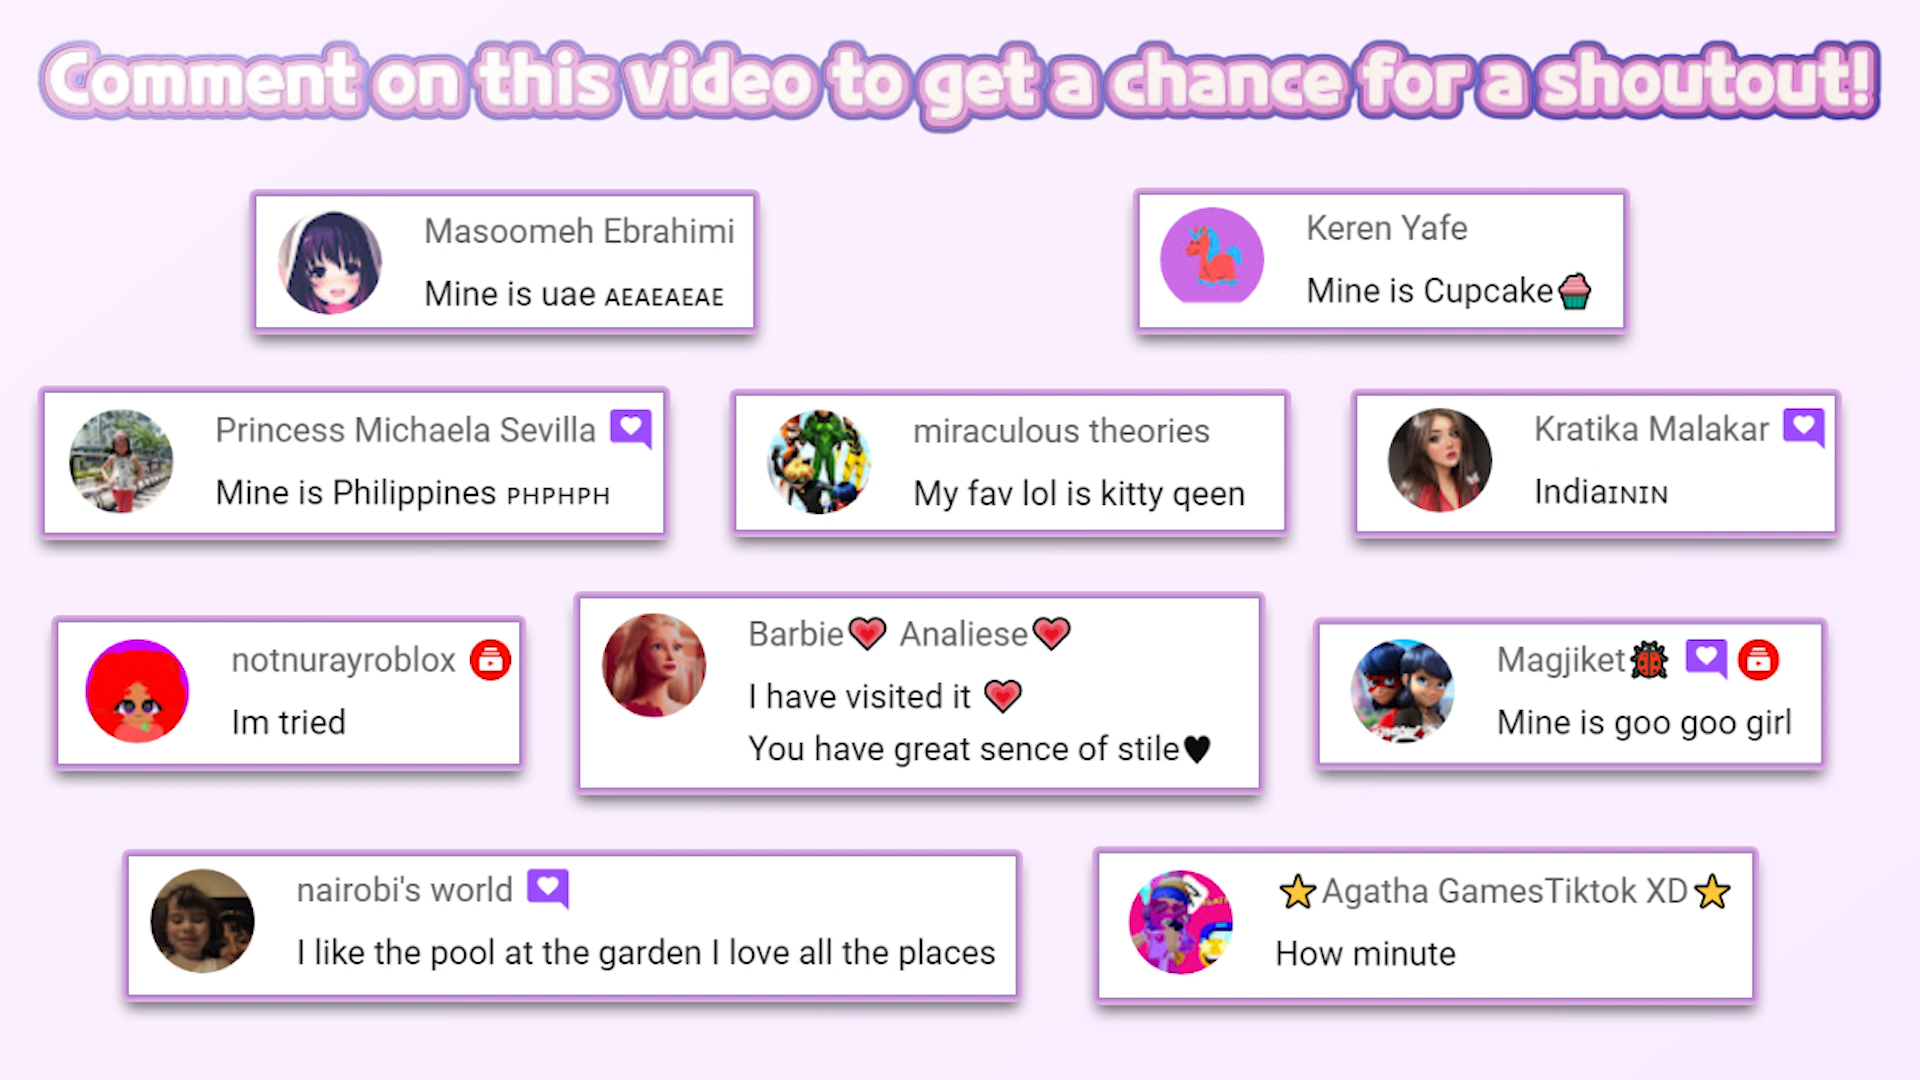 Comment on this video to get a chance for a shoutout!
Masoomeh Ebrahimi
Mine is uae ᴀᴇᴀᴇᴀᴇᴀᴇ
Keren Yafe
Mine is Cupcake🧁
Princess Michaela Sevilla
Mine is Philippines ᴘʜᴘʜᴘʜ
miraculous theories
My fav lol is kitty qeen
Kratika Malakar
Indiaɪɴɪɴ
notnurayroblox
Im tried
Barbie❤️ Analiese❤️
I have visited it ❤️
You have great sence of stile🖤
Magjiket🐞
Mine is goo goo girl
nairobi's world
I like the pool at the garden I love all the places
⭐Agatha GamesTiktok XD⭐
How minute